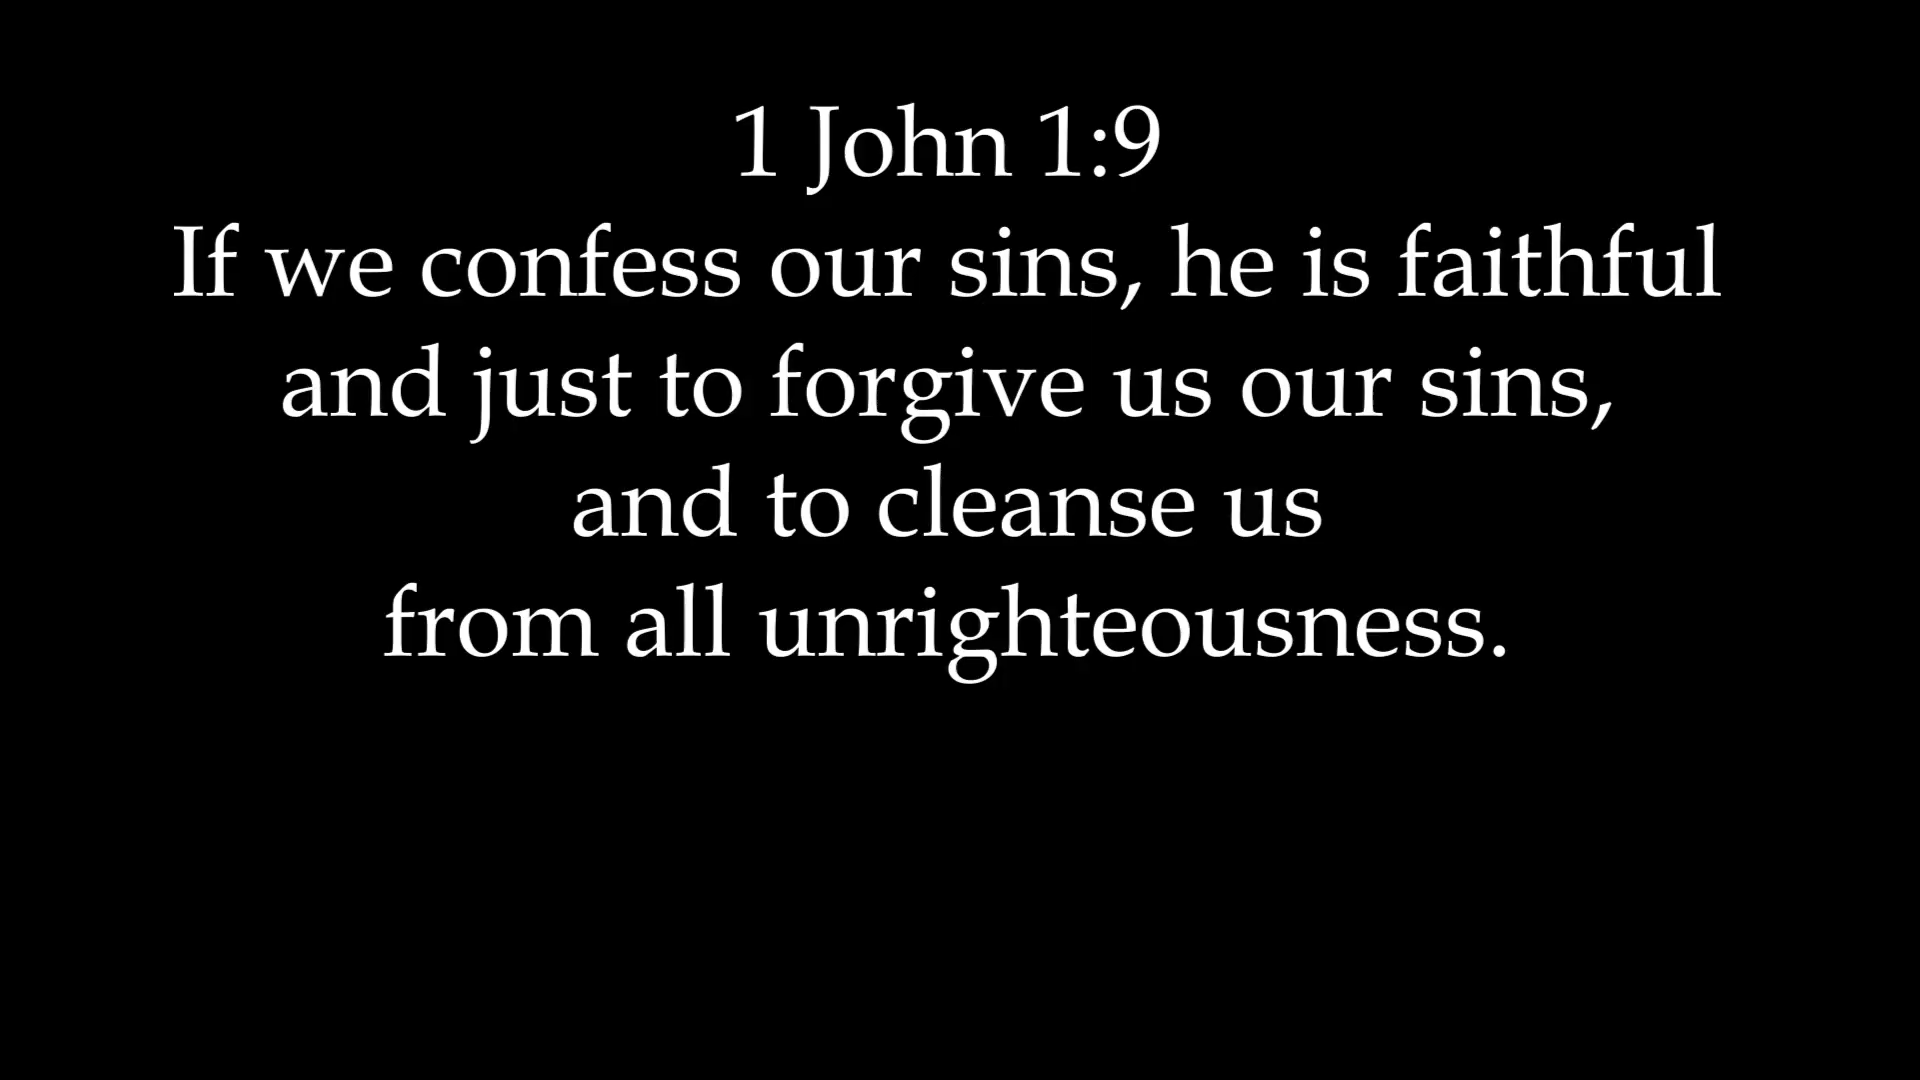 1 John 1:9
If we confess our sins, he is faithful
and just to forgive us our sins,
and to cleanse us
from all unrighteousness.